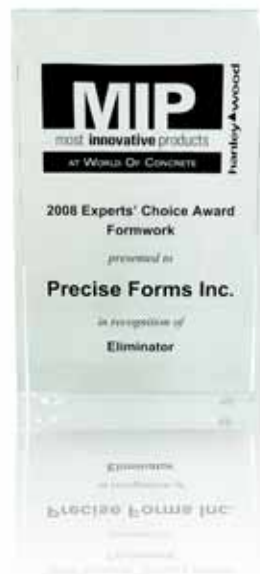 MIP
most innovative products
AT WORLD OF CONCRETE
hanley▲wood
2008 Experts' Choice Award
Formwork
presented to
Precise Forms Inc.
in recognition of
Eliminator